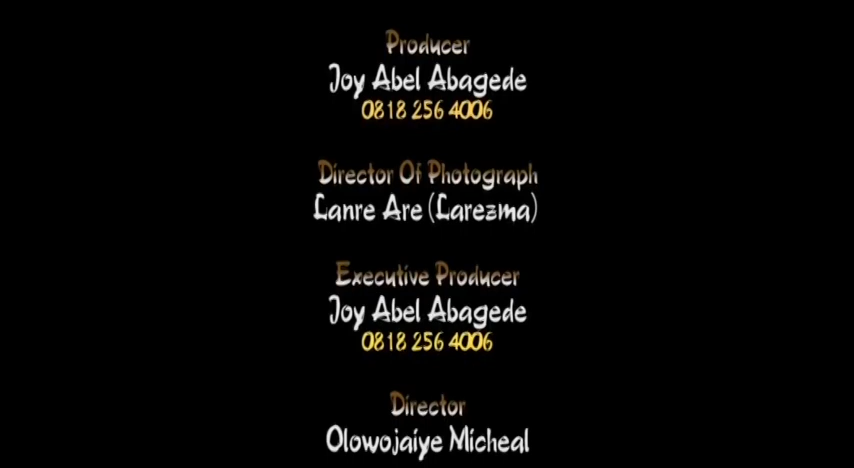 Producer
Joy Abel Abagede
0818 256 4006
Director Of Photograph
Lanre Are (Larezma)
Executive Producer
Joy Abel Abagede
0818 256 4006
Director
Olowojaiye Micheal